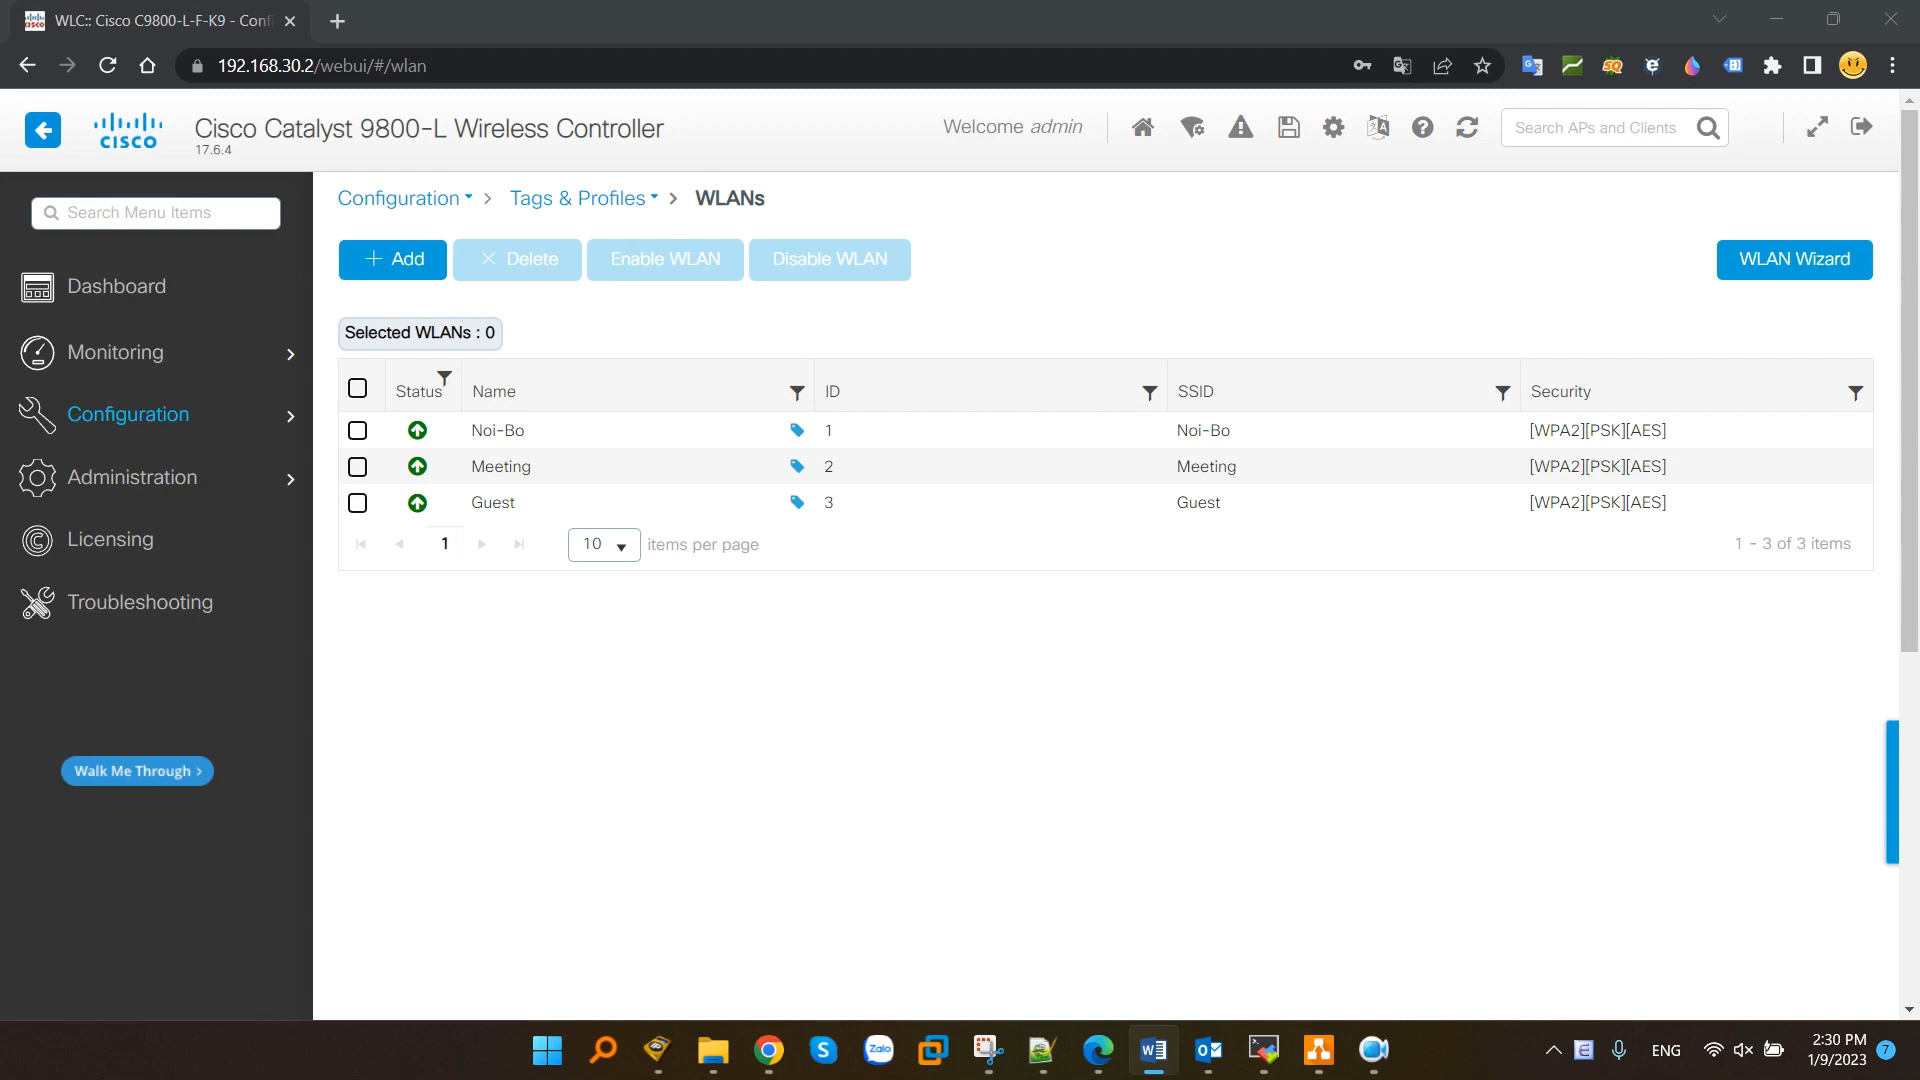 WLC:: Cisco C9800-L-F-K9 - Confi
192.168.30.2/webui/#/wlan
CISCO
Cisco Catalyst 9800-L Wireless Controller
17.6.4
Welcome admin
Search APs and Clients
Search Menu Items
Dashboard
Monitoring
Configuration
Administration
Licensing
Troubleshooting
Walk Me Through >
Configuration > Tags & Profiles > WLANs
+ Add
× Delete
Enable WLAN
Disable WLAN
WLAN Wizard
Selected WLANs : 0
Status Name ID SSID Security
Noi-Bo 1 Noi-Bo [WPA2][PSK][AES]
Meeting 2 Meeting [WPA2][PSK][AES]
Guest 3 Guest [WPA2][PSK][AES]
1 10 items per page 1 - 3 of 3 items
Zalo
ENG
2:30 PM
1/9/2023
7